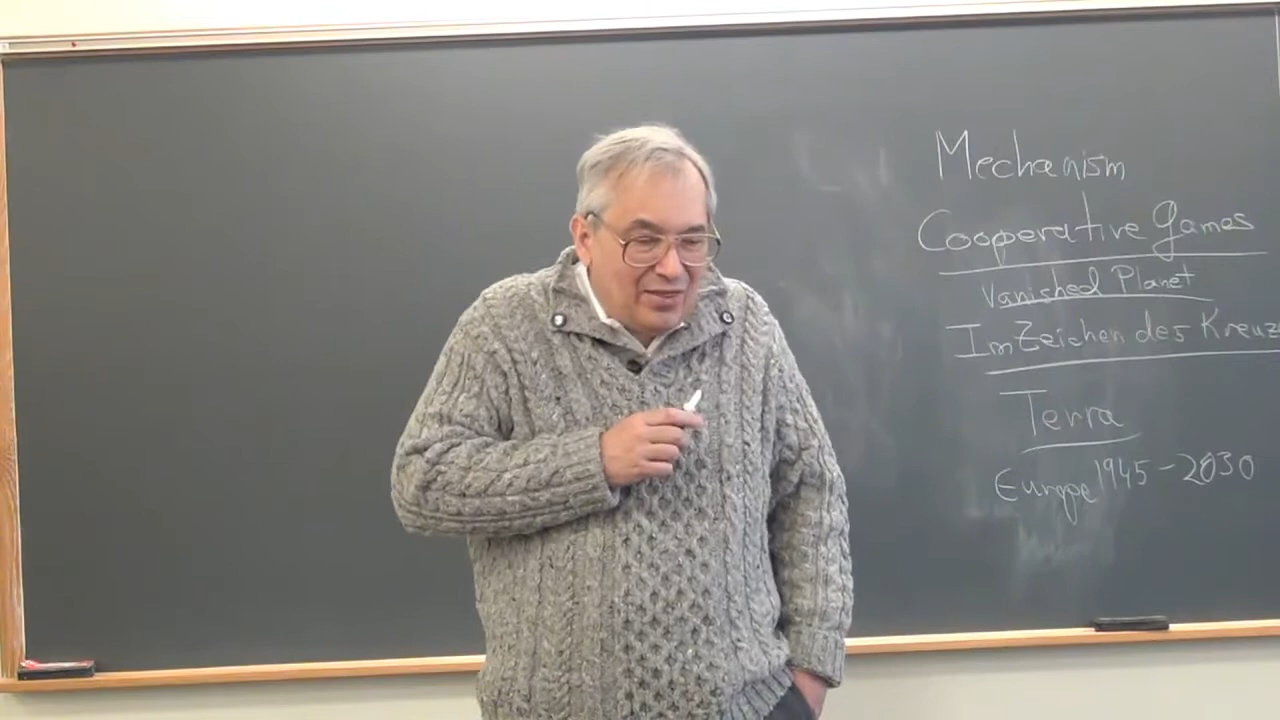 Mechanism
Cooperative Games
Vanished Planet
Im Zeichen des Kreuz
Terra
Europe 1945-2030